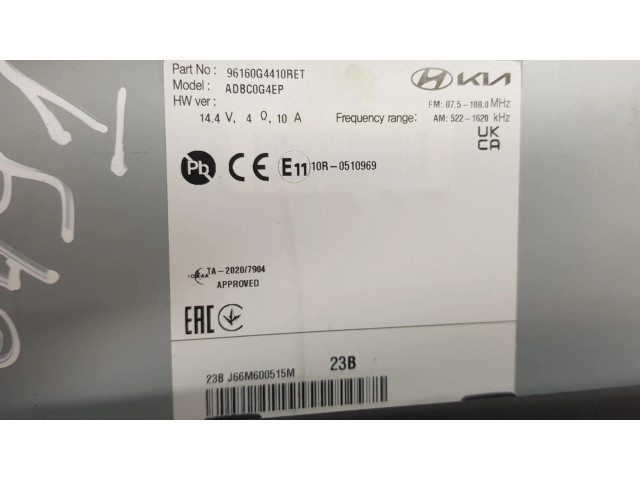 Part No : 96160G4410RET
Model : ADBC0G4EP
HW ver :
HYUNDAI KIA
14.4 V, 4 Ω, 10 A
Frequency range:
FM: 87.5-108.0 MHz
AM: 522-1620 kHz
UK
CA
Pb CE E11 10R-0510969
ICASA TA-2020/7904
APPROVED
EAC
23B J66M600515M 23B